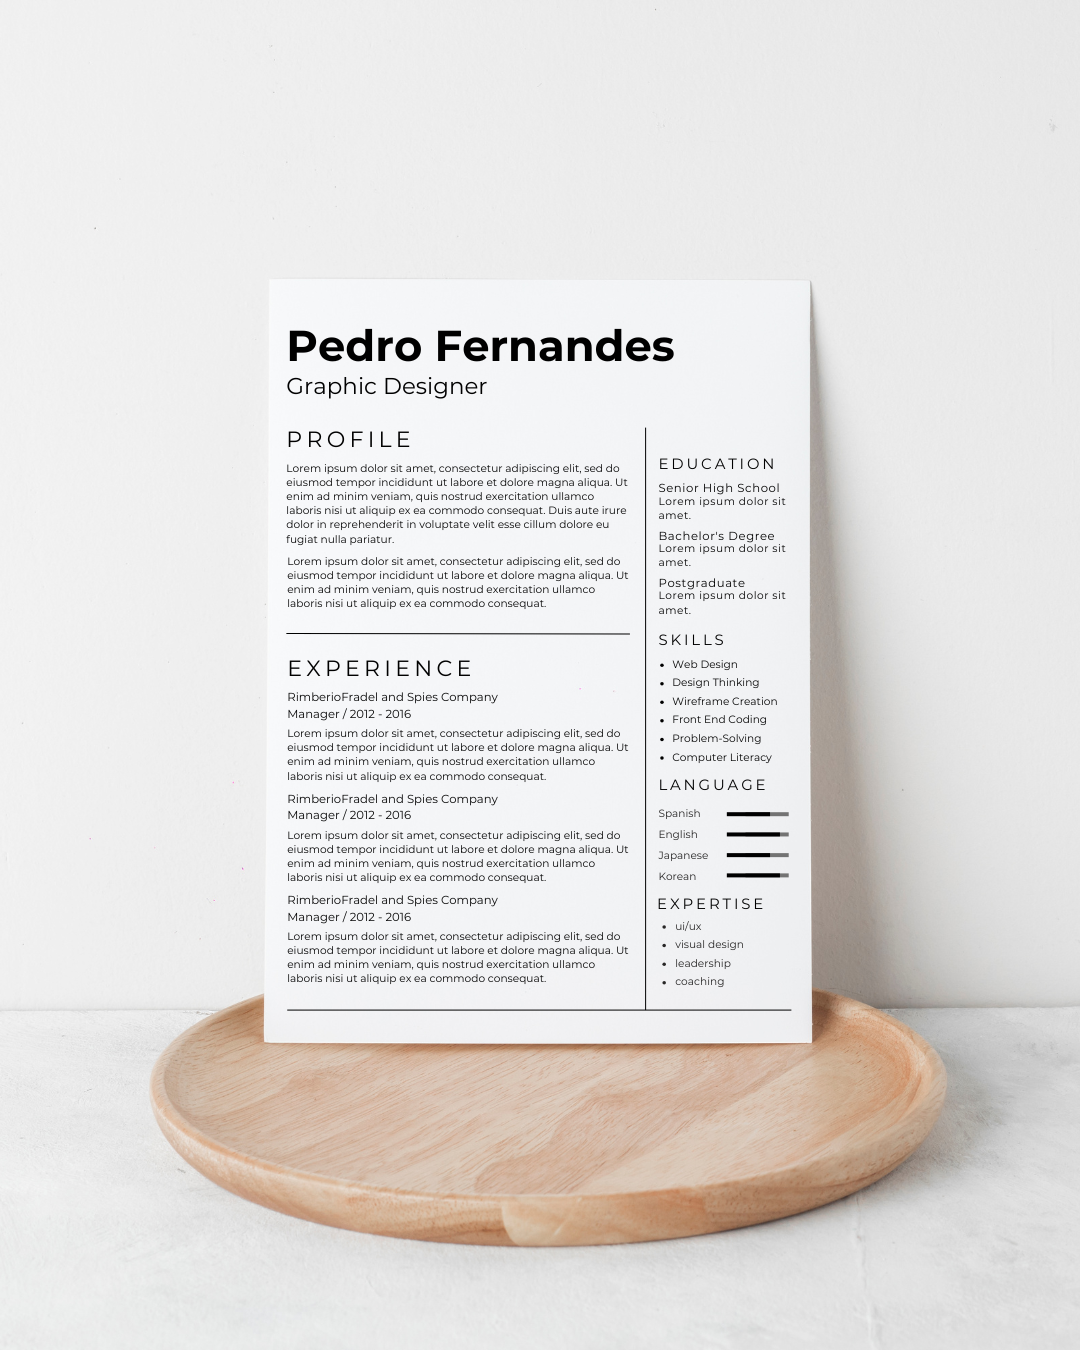 Pedro Fernandes
Graphic Designer
PROFILE
Lorem ipsum dolor sit amet, consectetur adipiscing elit, sed do
eiusmod tempor incididunt ut labore et dolore magna aliqua. Ut
enim ad minim veniam, quis nostrud exercitation ullamco
laboris nisi ut aliquip ex ea commodo consequat. Duis aute irure
dolor in reprehenderit in voluptate velit esse cillum dolore eu
fugiat nulla pariatur.
Lorem ipsum dolor sit amet, consectetur adipiscing elit, sed do
eiusmod tempor incididunt ut labore et dolore magna aliqua. Ut
enim ad minim veniam, quis nostrud exercitation ullamco
laboris nisi ut aliquip ex ea commodo consequat.
EXPERIENCE
RimberioFradel and Spies Company
Manager / 2012 - 2016
Lorem ipsum dolor sit amet, consectetur adipiscing elit, sed do
eiusmod tempor incididunt ut labore et dolore magna aliqua. Ut
enim ad minim veniam, quis nostrud exercitation ullamco
laboris nisi ut aliquip ex ea commodo consequat.
RimberioFradel and Spies Company
Manager / 2012 - 2016
Lorem ipsum dolor sit amet, consectetur adipiscing elit, sed do
eiusmod tempor incididunt ut labore et dolore magna aliqua. Ut
enim ad minim veniam, quis nostrud exercitation ullamco
laboris nisi ut aliquip ex ea commodo consequat.
RimberioFradel and Spies Company
Manager / 2012 - 2016
Lorem ipsum dolor sit amet, consectetur adipiscing elit, sed do
eiusmod tempor incididunt ut labore et dolore magna aliqua. Ut
enim ad minim veniam, quis nostrud exercitation ullamco
laboris nisi ut aliquip ex ea commodo consequat.
EDUCATION
Senior High School
Lorem ipsum dolor sit
amet.
Bachelor's Degree
Lorem ipsum dolor sit
amet.
Postgraduate
Lorem ipsum dolor sit
amet.
SKILLS
• Web Design
• Design Thinking
• Wireframe Creation
• Front End Coding
• Problem-Solving
• Computer Literacy
LANGUAGE
Spanish
English
Japanese
Korean
EXPERTISE
• ui/ux
• visual design
• leadership
• coaching